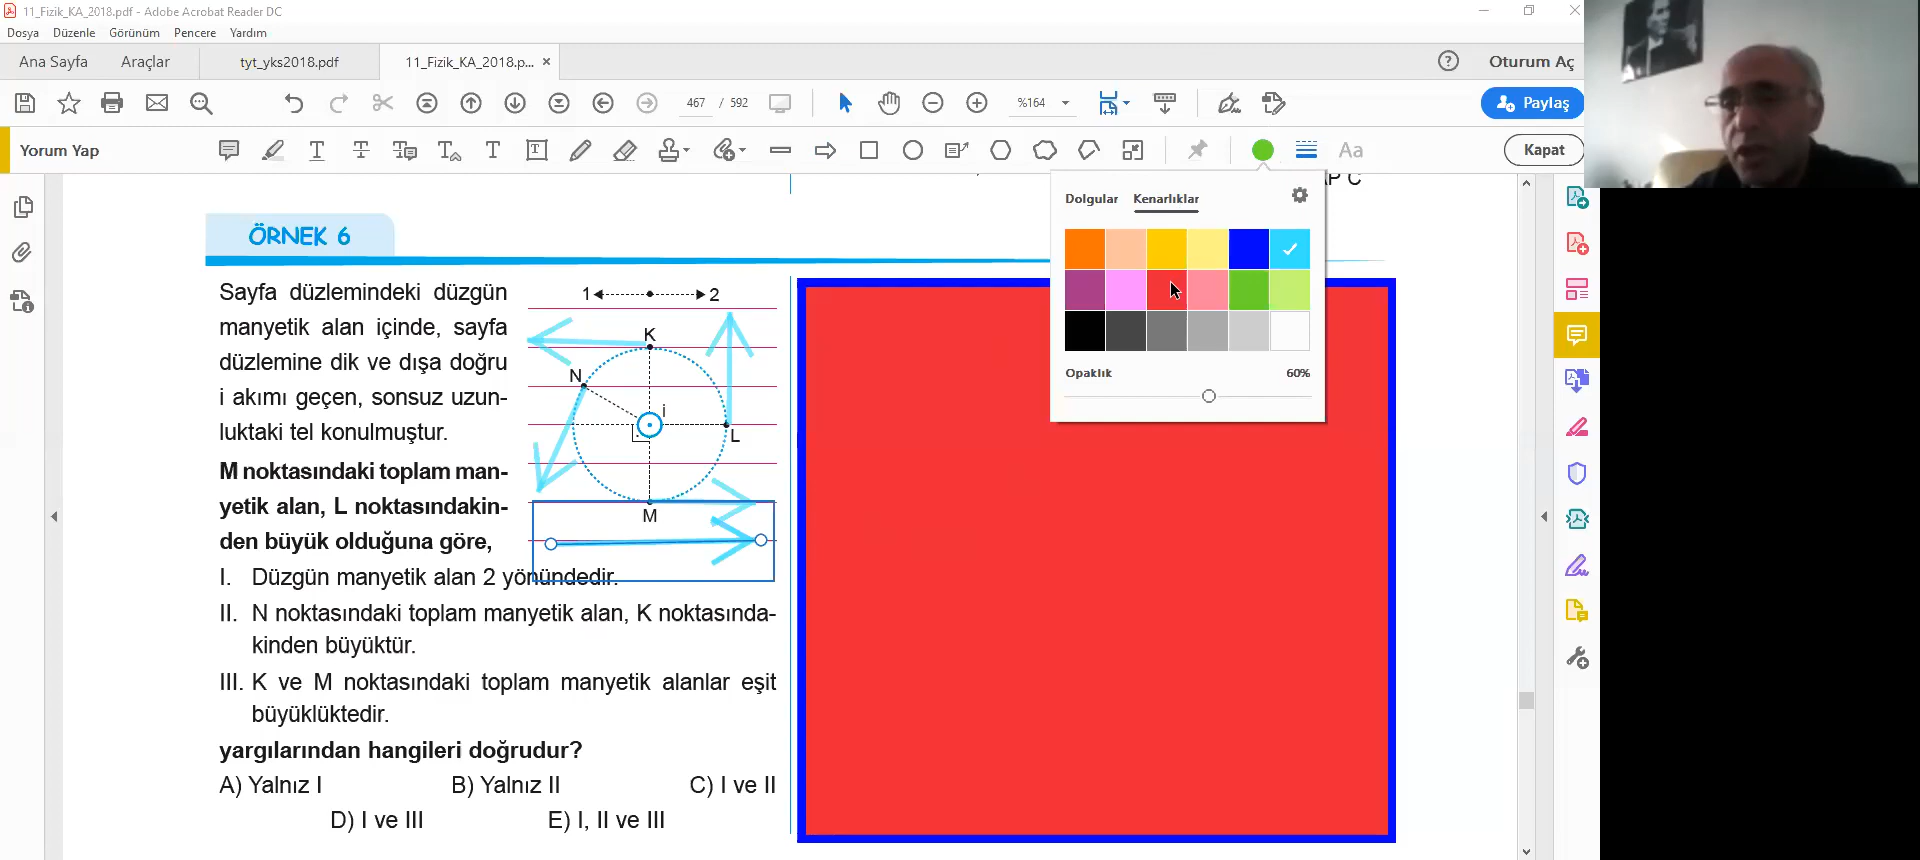 11_Fizik_KA_2018.pdf - Adobe Acrobat Reader DC
Dosya Düzenle Görünüm Pencere Yardım
Ana Sayfa Araçlar tyt_yks2018.pdf 11_Fizik_KA_2018.p... Oturum Aç
467 / 592 %164 Paylaş
Yorum Yap Aa Kapat
AP C
Dolgular Kenarlıklar
Opaklık 60%
ÖRNEK 6
Sayfa düzlemindeki düzgün
manyetik alan içinde, sayfa
düzlemine dik ve dışa doğru
i akımı geçen, sonsuz uzun-
luktaki tel konulmuştur.
M noktasındaki toplam man-
yetik alan, L noktasındakin-
den büyük olduğuna göre,
1 2
K
N
i
L
M
I. Düzgün manyetik alan 2 yönündedir.
II. N noktasındaki toplam manyetik alan, K noktasında-
kinden büyüktür.
III. K ve M noktasındaki toplam manyetik alanlar eşit
büyüklüktedir.
yargılarından hangileri doğrudur?
A) Yalnız I B) Yalnız II C) I ve II
D) I ve III E) I, II ve III